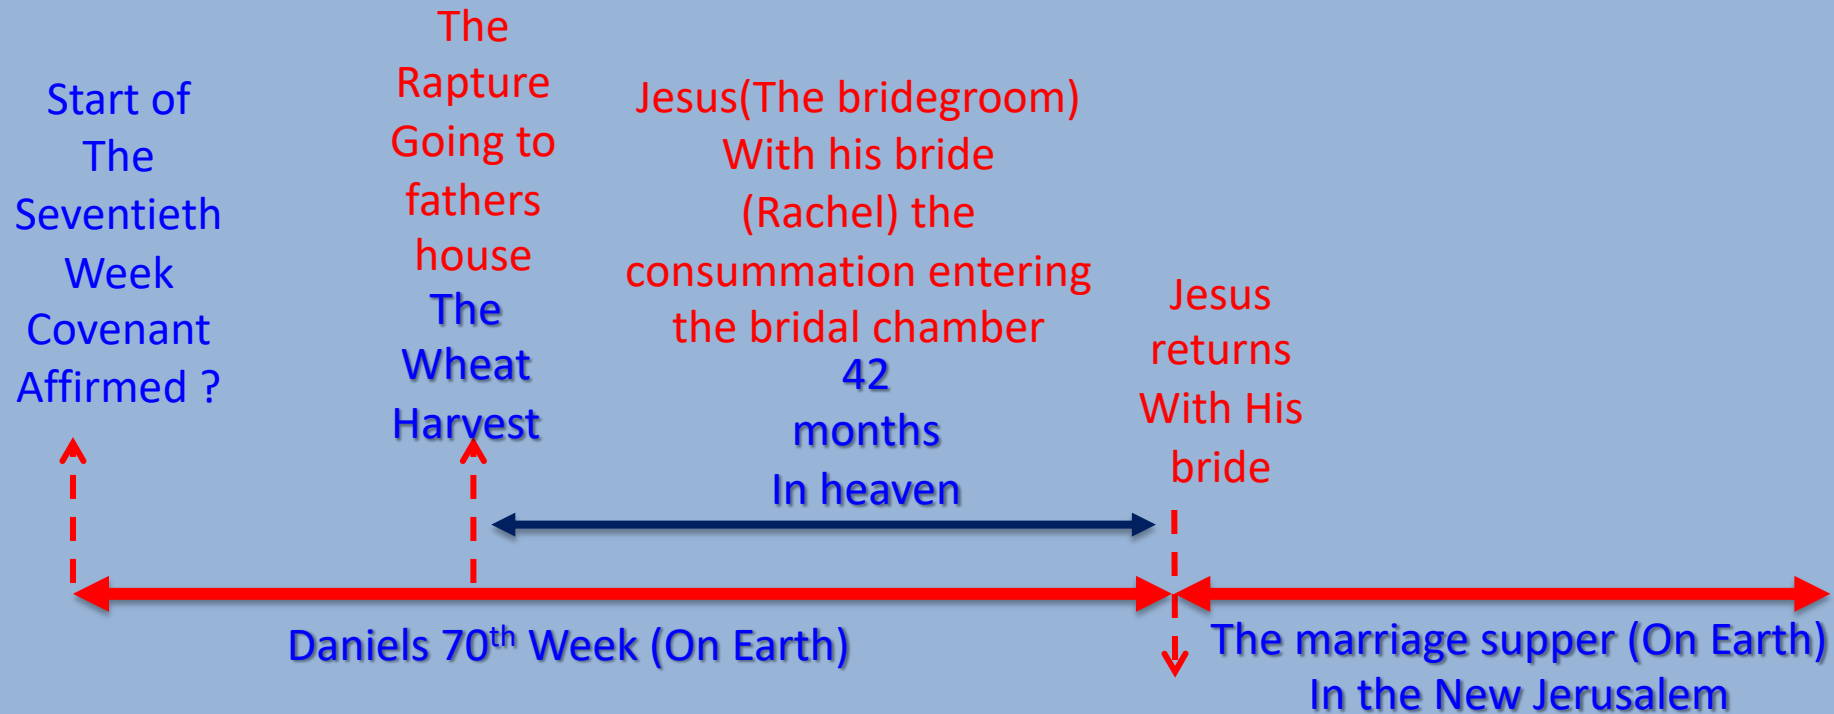 Start of
The
Seventieth
Week
Covenant
Affirmed ?
The
Rapture
Going to
fathers
house
The
Wheat
Harvest
Jesus(The bridegroom)
With his bride
(Rachel) the
consummation entering
the bridal chamber
42
months
In heaven
Jesus
returns
With His
bride
Daniels 70th Week (On Earth)
The marriage supper (On Earth)
In the New Jerusalem